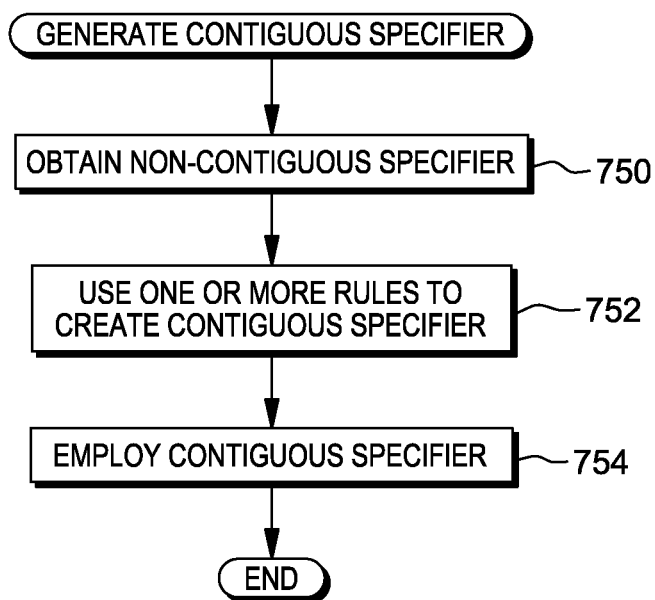 GENERATE CONTIGUOUS SPECIFIER
OBTAIN NON-CONTIGUOUS SPECIFIER
750
USE ONE OR MORE RULES TO
CREATE CONTIGUOUS SPECIFIER
752
EMPLOY CONTIGUOUS SPECIFIER
754
END